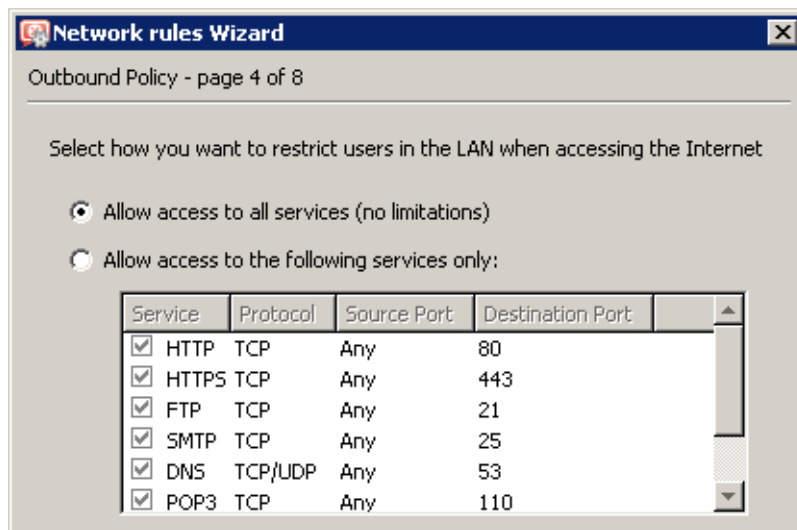 Network rules Wizard
Outbound Policy - page 4 of 8
Select how you want to restrict users in the LAN when accessing the Internet
Allow access to all services (no limitations)
Allow access to the following services only:
Service Protocol Source Port Destination Port
HTTP TCP Any 80
HTTPS TCP Any 443
FTP TCP Any 21
SMTP TCP Any 25
DNS TCP/UDP Any 53
POP3 TCP Any 110